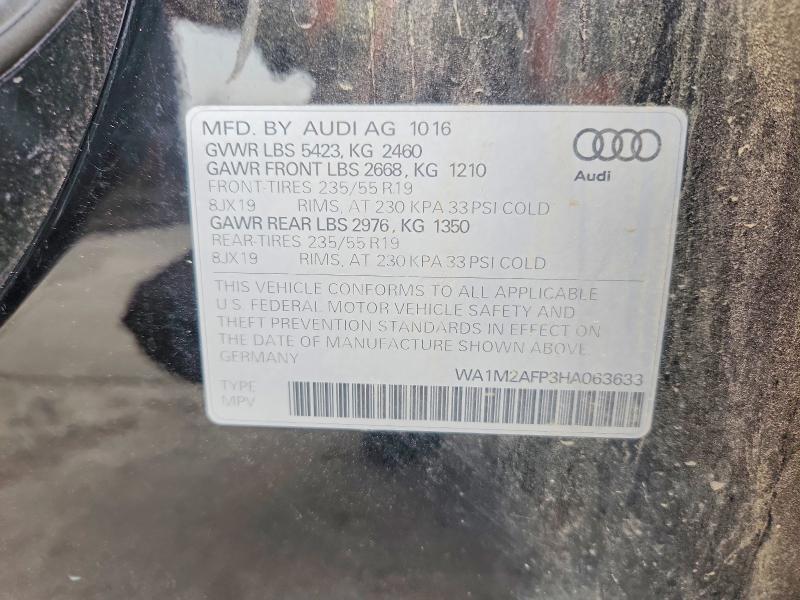 MFD. BY AUDI AG 10 16
GVWR LBS 5423, KG 2460
GAWR FRONT LBS 2668, KG 1210
FRONT-TIRES 235/55 R19
8JX19 RIMS, AT 230 KPA 33 PSI COLD
GAWR REAR LBS 2976, KG 1350
REAR-TIRES 235/55 R19
8JX19 RIMS, AT 230 KPA 33 PSI COLD
Audi
THIS VEHICLE CONFORMS TO ALL APPLICABLE
U.S. FEDERAL MOTOR VEHICLE SAFETY AND
THEFT PREVENTION STANDARDS IN EFFECT ON
THE DATE OF MANUFACTURE SHOWN ABOVE
GERMANY
WA1M2AFP3HA063633
TYPE
MPV